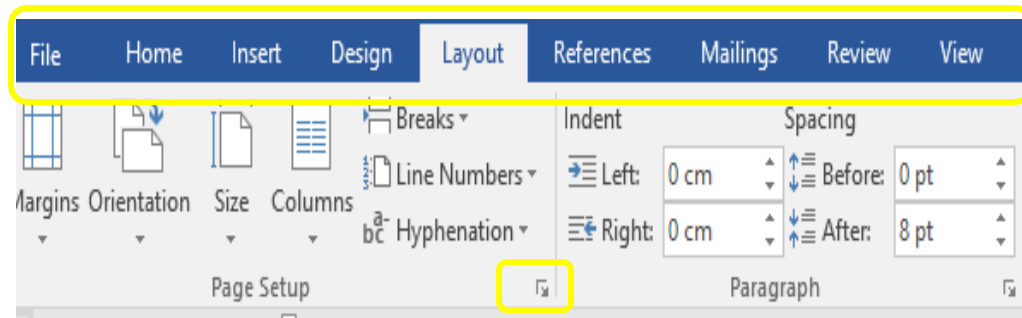 File Home Insert Design Layout References Mailings Review View
Breaks Indent Spacing
Line Numbers Left: 0 cm Before: 0 pt
Margins Orientation Size Columns
bc a- Hyphenation Right: 0 cm After: 8 pt
Page Setup Paragraph